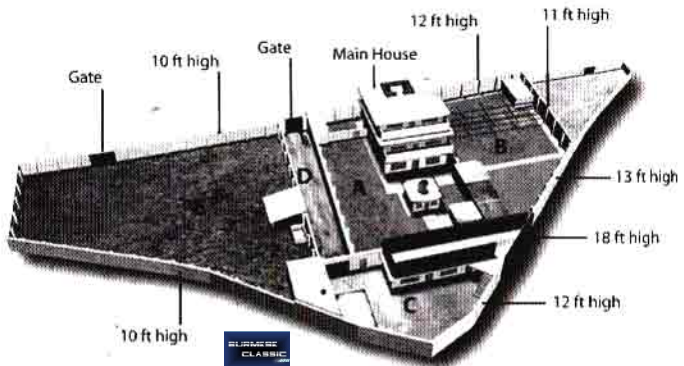 12 ft high
11 ft high
Gate
10 ft high
Gate
Main House
B
D
A
13 ft high
18 ft high
C
12 ft high
10 ft high
BURMESE
CLASSIC